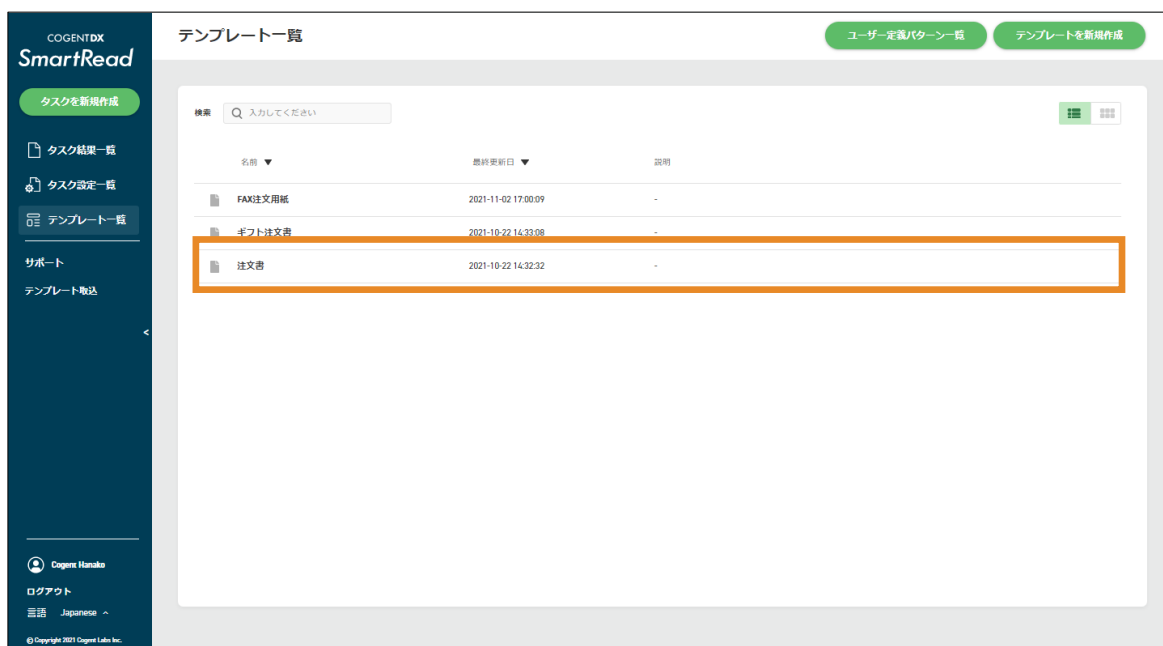 COGENTDX
SmartRead
タスクを新規作成
タスク結果一覧
タスク設定一覧
テンプレート一覧
サポート
テンプレート取込
<
Cogent Hanako
ログアウト
言語 Japanese
© Copyright 2021 Cogent Labs Inc.
テンプレート一覧
ユーザー定義パターン一覧
テンプレートを新規作成
検索 入力してください
名前 ▼ 最終更新日 ▼ 説明
FAX注文用紙 2021-11-02 17:00:09 -
ギフト注文書 2021-10-22 14:33:08 -
注文書 2021-10-22 14:32:32 -